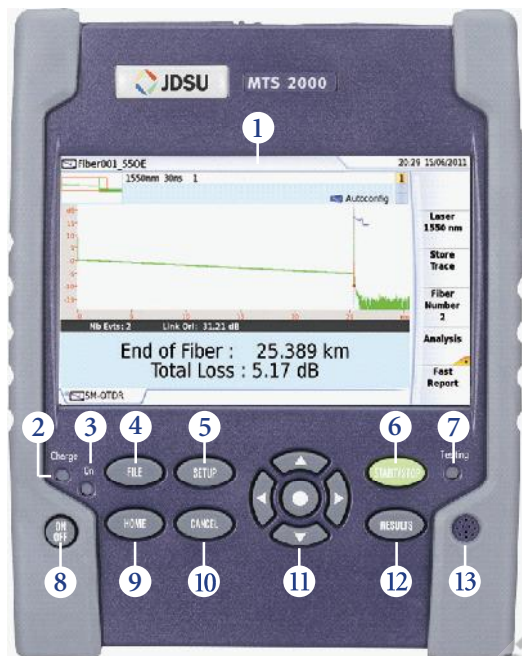 JDSU MTS 2000
1
Fiber001_550E 20:29 15/06/2011
1550nm 30ns 1 1
Autoconfig
Laser
1550 nm
Store
Trace
Fiber
Number
2
Analysis
Fast
Report
Nb Evts: 2 Link Orl: 31.21 dB
End of Fiber : 25.389 km
Total Loss : 5.17 dB
SM-OTDR
2 3 4 5 6 7
Charge On Testing
FILE SETUP START/STOP
ON
OFF
HOME CANCEL RESULTS
8 9 10 11 12 13